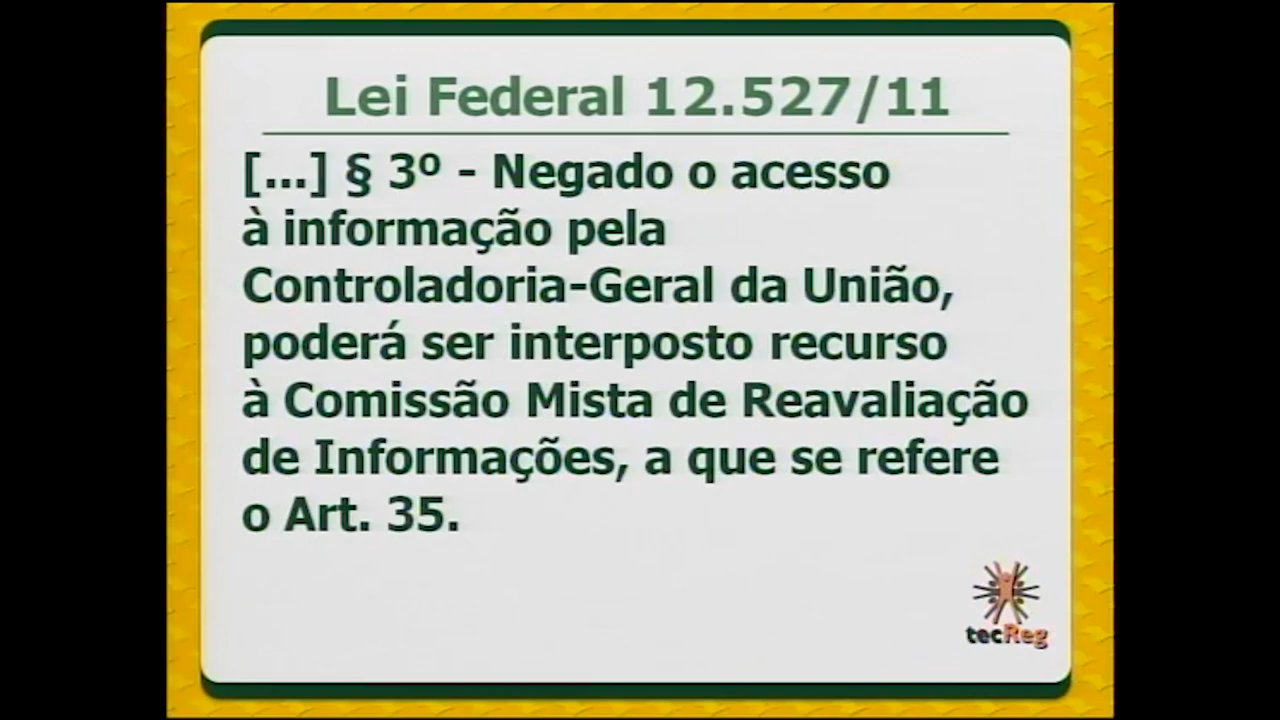 Lei Federal 12.527/11
[...] § 3º - Negado o acesso
à informação pela
Controladoria-Geral da União,
poderá ser interposto recurso
à Comissão Mista de Reavaliação
de Informações, a que se refere
o Art. 35.
tecReg